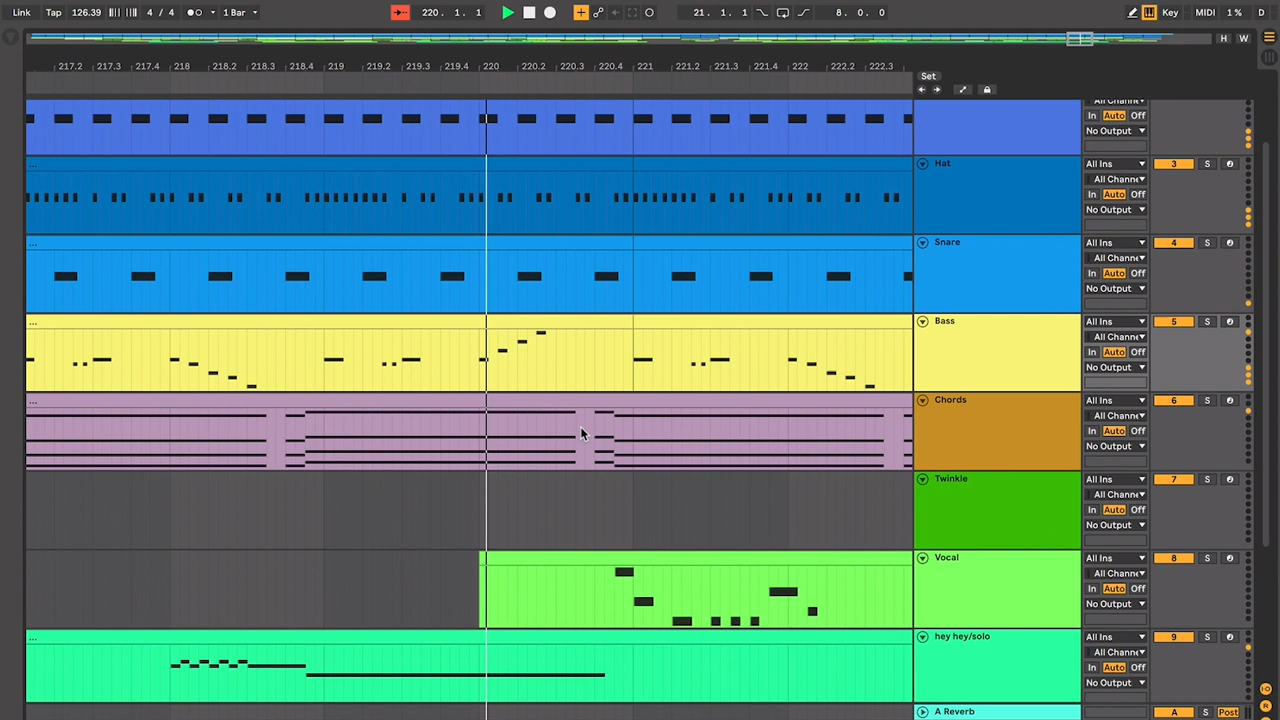 Link Tap 126.39 4 / 4 1 Bar 220. 1. 1 21. 1. 1 8. 0. 0 Key MIDI 1 % D
H W
217.2 217.3 217.4 218 218.2 218.3 218.4 219 219.2 219.3 219.4 220 220.2 220.3 220.4 221 221.2 221.3 221.4 222 222.2 222.3
Set
In Auto Off
No Output
... Hat All Ins 3 S
All Channe
In Auto Off
No Output
... Snare All Ins 4 S
All Channe
In Auto Off
No Output
... Bass All Ins 5 S
All Channe
In Auto Off
No Output
... Chords All Ins 6 S
All Channe
In Auto Off
No Output
Twinkle All Ins 7 S
All Channe
In Auto Off
No Output
Vocal All Ins 8 S
All Channe
In Auto Off
No Output
... hey hey/solo All Ins 9 S
All Channe
In Auto Off
No Output
A Reverb A S Post